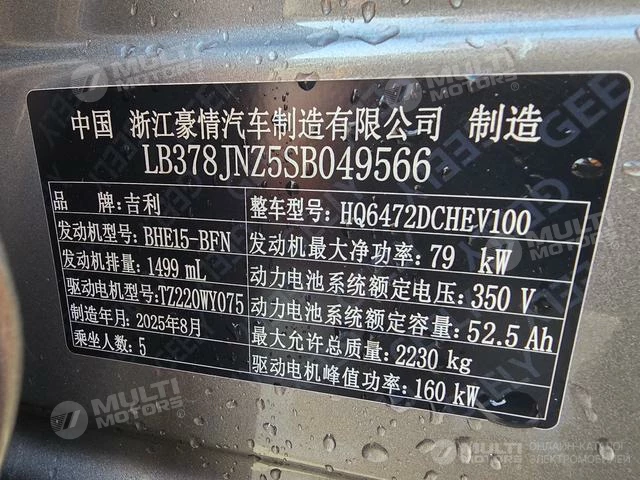 中国 浙江豪情汽车制造有限公司 制造
LB378JNZ5SB049566
品 牌:吉利
整车型号:HQ6472DCHEV100
发动机型号:BHE15-BFN
发动机最大净功率:79 kW
发动机排量:1499 mL
动力电池系统额定电压:350 V
驱动电机型号:TZ220WY075
动力电池系统额定容量:52.5 Ah
制造年月:2025年8月
最大允许总质量:2230 kg
乘坐人数:5
驱动电机峰值功率:160 kW
GEELY
MULTI MOTORS
MULTI MOTORS
ОНЛАЙН-КАТАЛОГ
ЭЛЕКТРОМОБИЛЕЙ